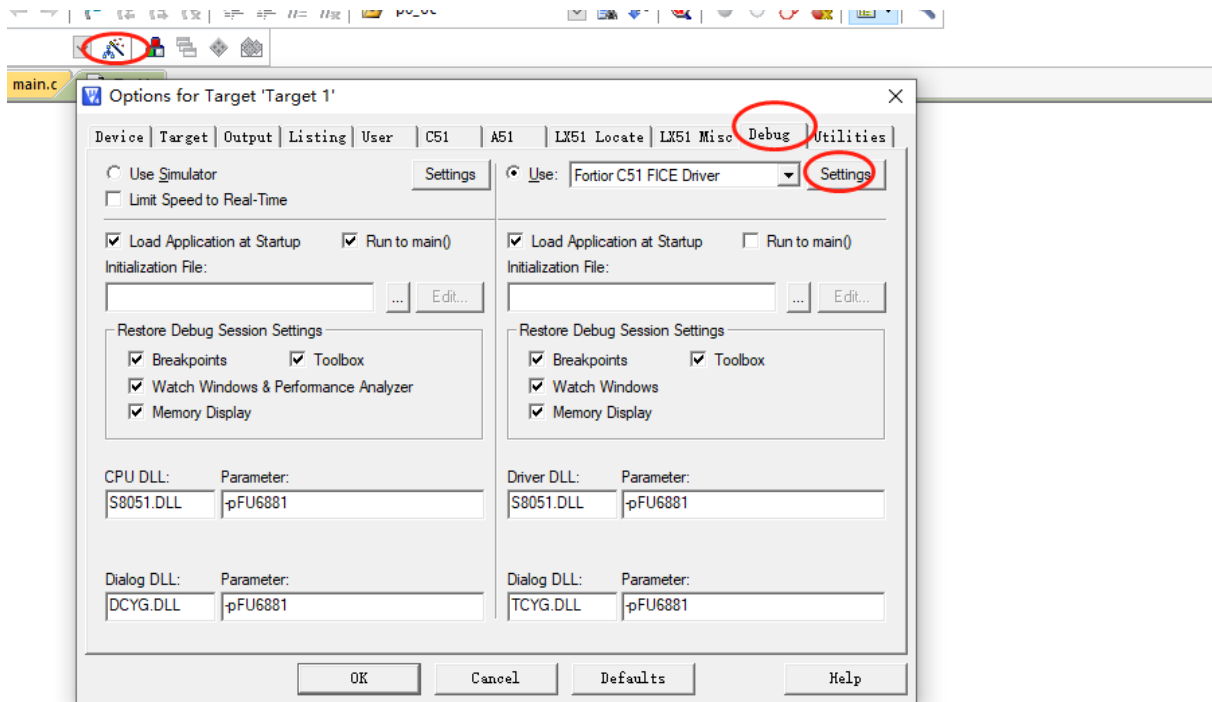 main.c
Options for Target 'Target 1'
Device Target Output Listing User C51 A51 LX51 Locate LX51 Misc Debug Utilities
Use Simulator Settings Use: Fortior C51 FICE Driver Settings
Limit Speed to Real-Time
Load Application at Startup Run to main() Load Application at Startup Run to main()
Initialization File: Initialization File:
... Edit... ... Edit...
Restore Debug Session Settings Restore Debug Session Settings
Breakpoints Toolbox Breakpoints Toolbox
Watch Windows & Performance Analyzer Watch Windows
Memory Display Memory Display
CPU DLL: Parameter: Driver DLL: Parameter:
S8051.DLL -pFU6881 S8051.DLL -pFU6881
Dialog DLL: Parameter: Dialog DLL: Parameter:
DCYG.DLL -pFU6881 TCYG.DLL -pFU6881
OK Cancel Defaults Help